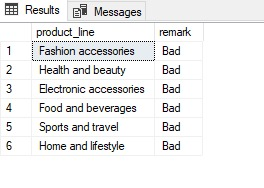 Results Messages
product_line remark
1 Fashion accessories Bad
2 Health and beauty Bad
3 Electronic accessories Bad
4 Food and beverages Bad
5 Sports and travel Bad
6 Home and lifestyle Bad